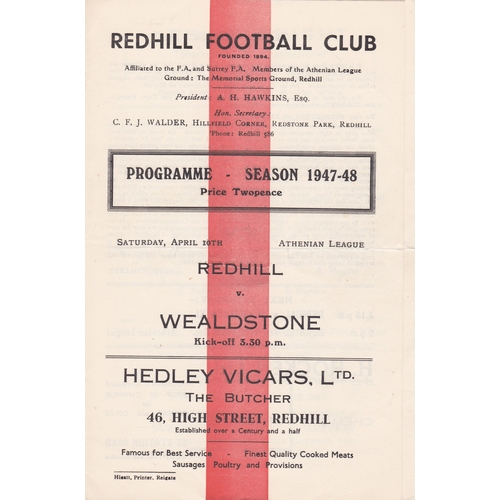 REDHILL FOOTBALL CLUB
FOUNDED 1894.
Affiliated to the F.A. and Surrey F.A. Members of the Athenian League
Ground: The Memorial Sports Ground, Redhill
President: A. H. HAWKINS, ESQ.
Hon. Secretary:
C. F. J. WALDER, HILLFIELD CORNER, REDSTONE PARK, REDHILL
'Phone: Redhill 586
PROGRAMME - SEASON 1947-48
Price Twopence
SATURDAY, APRIL 10TH ATHENIAN LEAGUE
REDHILL
v.
WEALDSTONE
Kick-off 3.30 p.m.
HEDLEY VICARS, LTD.
THE BUTCHER
46, HIGH STREET, REDHILL
Established over a Century and a half
Famous for Best Service - Finest Quality Cooked Meats
Sausages Poultry and Provisions
Hieatt, Printer, Reigate